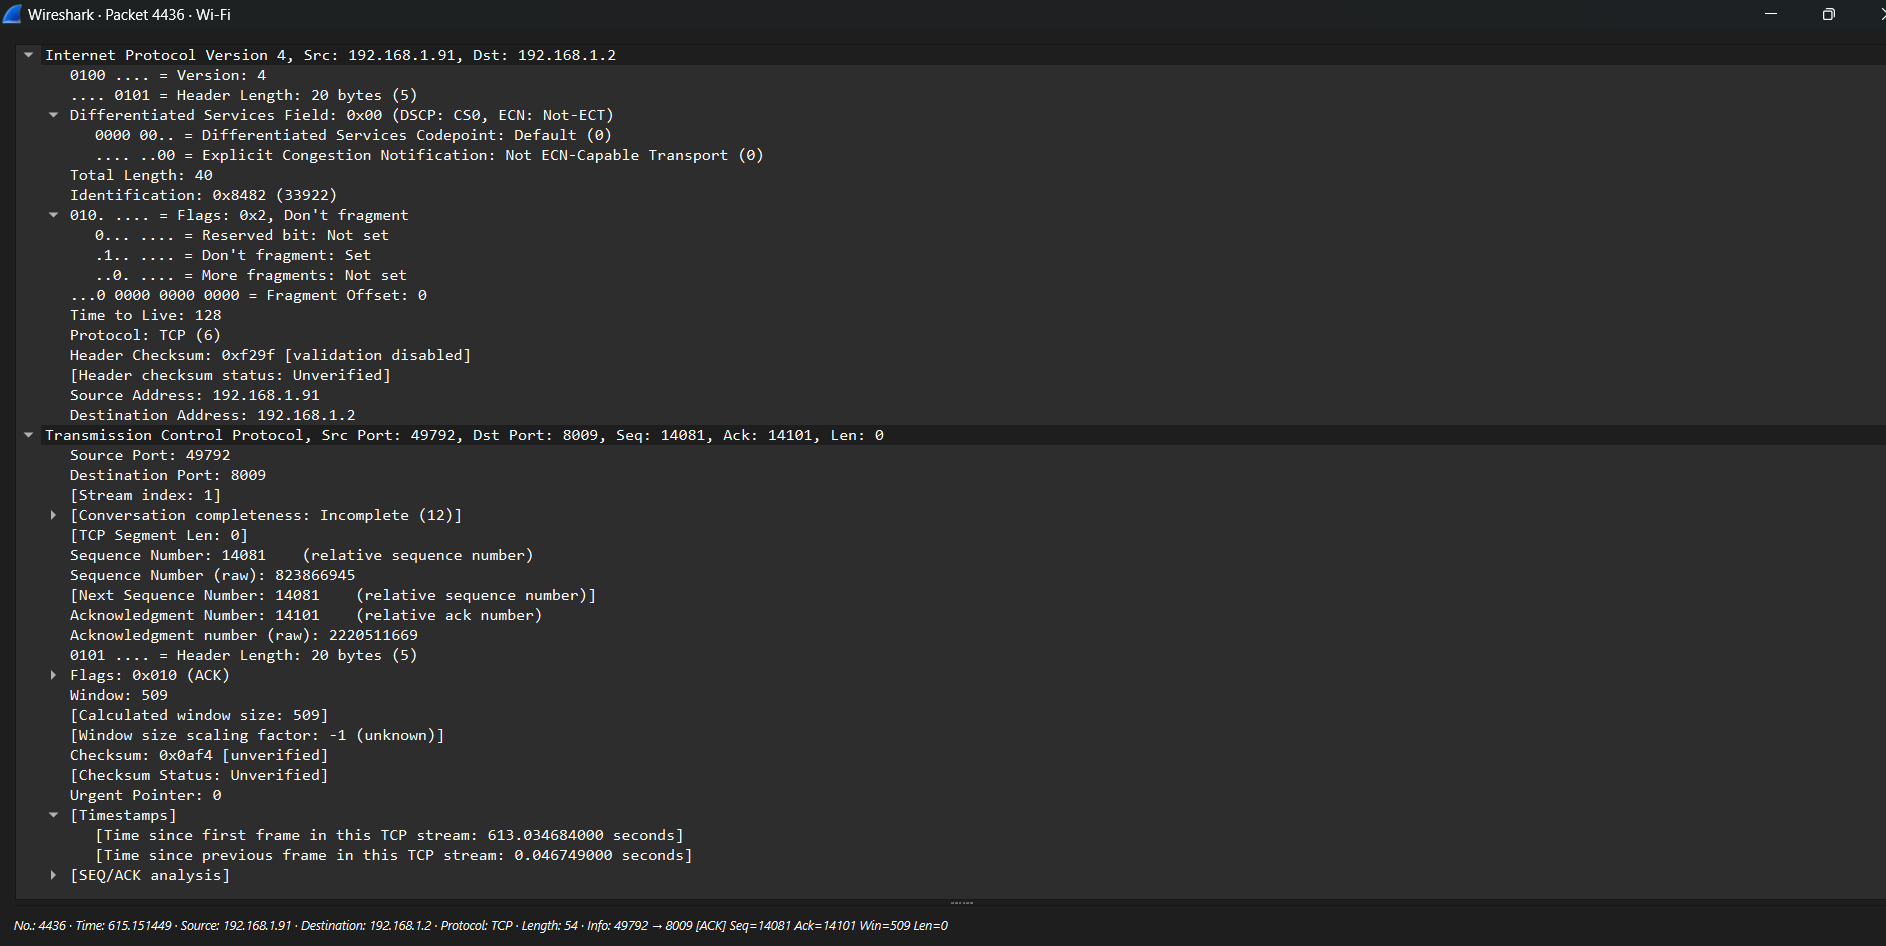 Wireshark · Packet 4436 · Wi-Fi
Internet Protocol Version 4, Src: 192.168.1.91, Dst: 192.168.1.2
0100 .... = Version: 4
.... 0101 = Header Length: 20 bytes (5)
Differentiated Services Field: 0x00 (DSCP: CS0, ECN: Not-ECT)
0000 00.. = Differentiated Services Codepoint: Default (0)
.... ..00 = Explicit Congestion Notification: Not ECN-Capable Transport (0)
Total Length: 40
Identification: 0x8482 (33922)
010. .... = Flags: 0x2, Don't fragment
0... .... = Reserved bit: Not set
.1.. .... = Don't fragment: Set
..0. .... = More fragments: Not set
...0 0000 0000 0000 = Fragment Offset: 0
Time to Live: 128
Protocol: TCP (6)
Header Checksum: 0xf29f [validation disabled]
[Header checksum status: Unverified]
Source Address: 192.168.1.91
Destination Address: 192.168.1.2
Transmission Control Protocol, Src Port: 49792, Dst Port: 8009, Seq: 14081, Ack: 14101, Len: 0
Source Port: 49792
Destination Port: 8009
[Stream index: 1]
[Conversation completeness: Incomplete (12)]
[TCP Segment Len: 0]
Sequence Number: 14081    (relative sequence number)
Sequence Number (raw): 823866945
[Next Sequence Number: 14081    (relative sequence number)]
Acknowledgment Number: 14101    (relative ack number)
Acknowledgment number (raw): 2220511669
0101 .... = Header Length: 20 bytes (5)
Flags: 0x010 (ACK)
Window: 509
[Calculated window size: 509]
[Window size scaling factor: -1 (unknown)]
Checksum: 0x0af4 [unverified]
[Checksum Status: Unverified]
Urgent Pointer: 0
[Timestamps]
[Time since first frame in this TCP stream: 613.034684000 seconds]
[Time since previous frame in this TCP stream: 0.046749000 seconds]
[SEQ/ACK analysis]
No.: 4436 · Time: 615.151449 · Source: 192.168.1.91 · Destination: 192.168.1.2 · Protocol: TCP · Length: 54 · Info: 49792 → 8009 [ACK] Seq=14081 Ack=14101 Win=509 Len=0